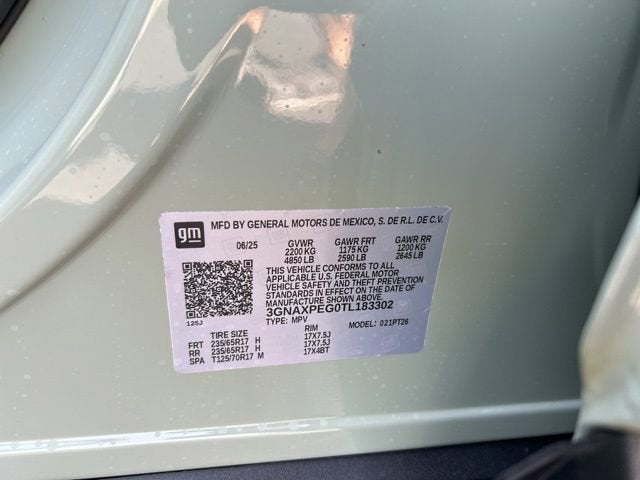 gm
MFD BY GENERAL MOTORS DE MEXICO, S. DE R.L. DE C.V.
06/25 GVWR GAWR FRT GAWR RR
2200 KG 1175 KG 1200 KG
4850 LB 2590 LB 2645 LB
THIS VEHICLE CONFORMS TO ALL
APPLICABLE U.S. FEDERAL MOTOR
VEHICLE SAFETY AND THEFT PREVENTION
STANDARDS IN EFFECT ON THE DATE OF
MANUFACTURE SHOWN ABOVE.
3GNAXPEG0TL183302
125J TYPE: MPV MODEL: 021PT26
TIRE SIZE RIM
FRT 235/65R17 H 17X7.5J
RR 235/65R17 H 17X7.5J
SPA T125/70R17 M 17X4BT